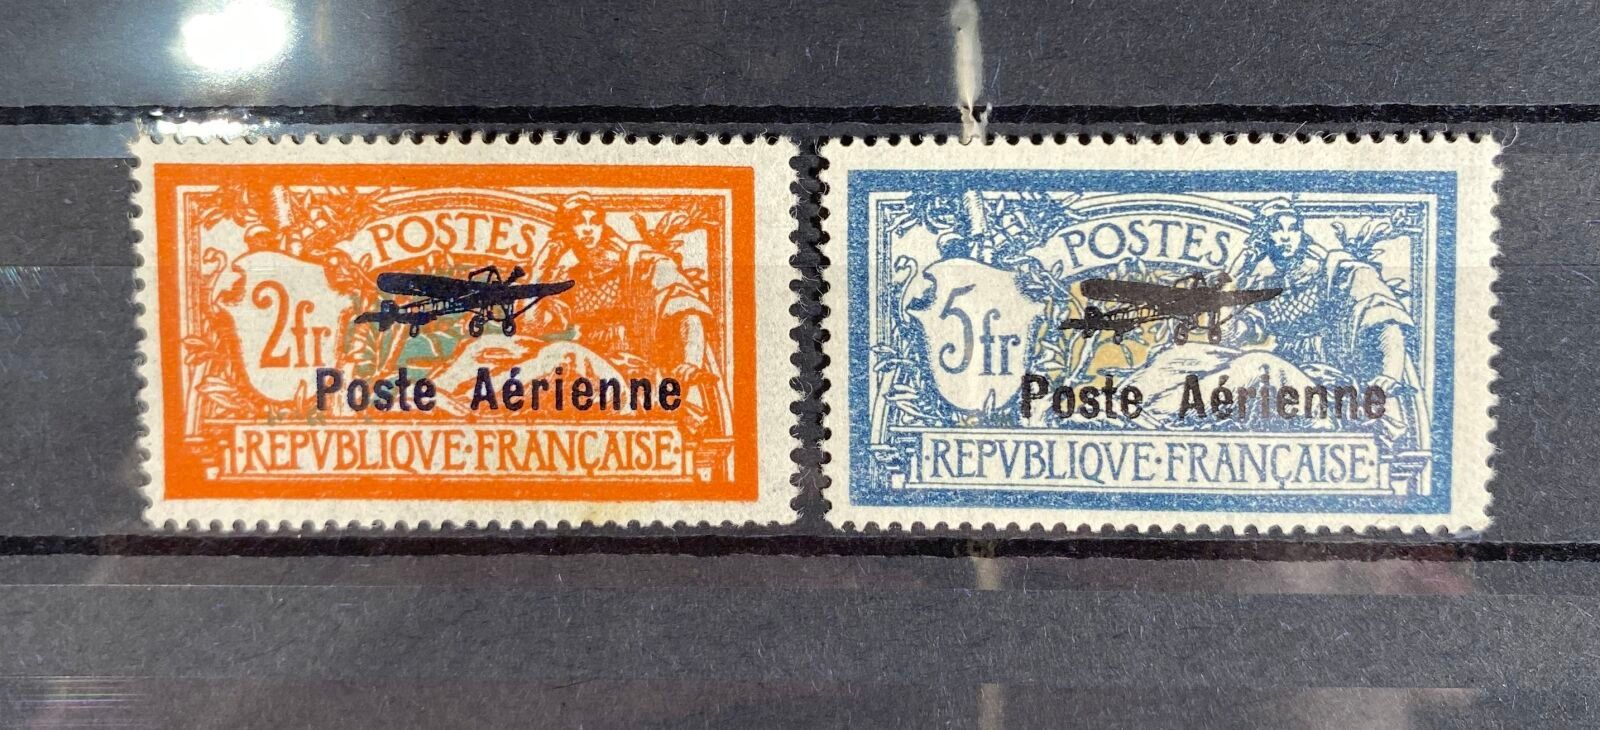 POSTES
2fr
Poste Aérienne
·REPVBLIQVE·FRANÇAISE·
POSTES
5fr
Poste Aérienne
·REPVBLIQVE·FRANÇAISE·